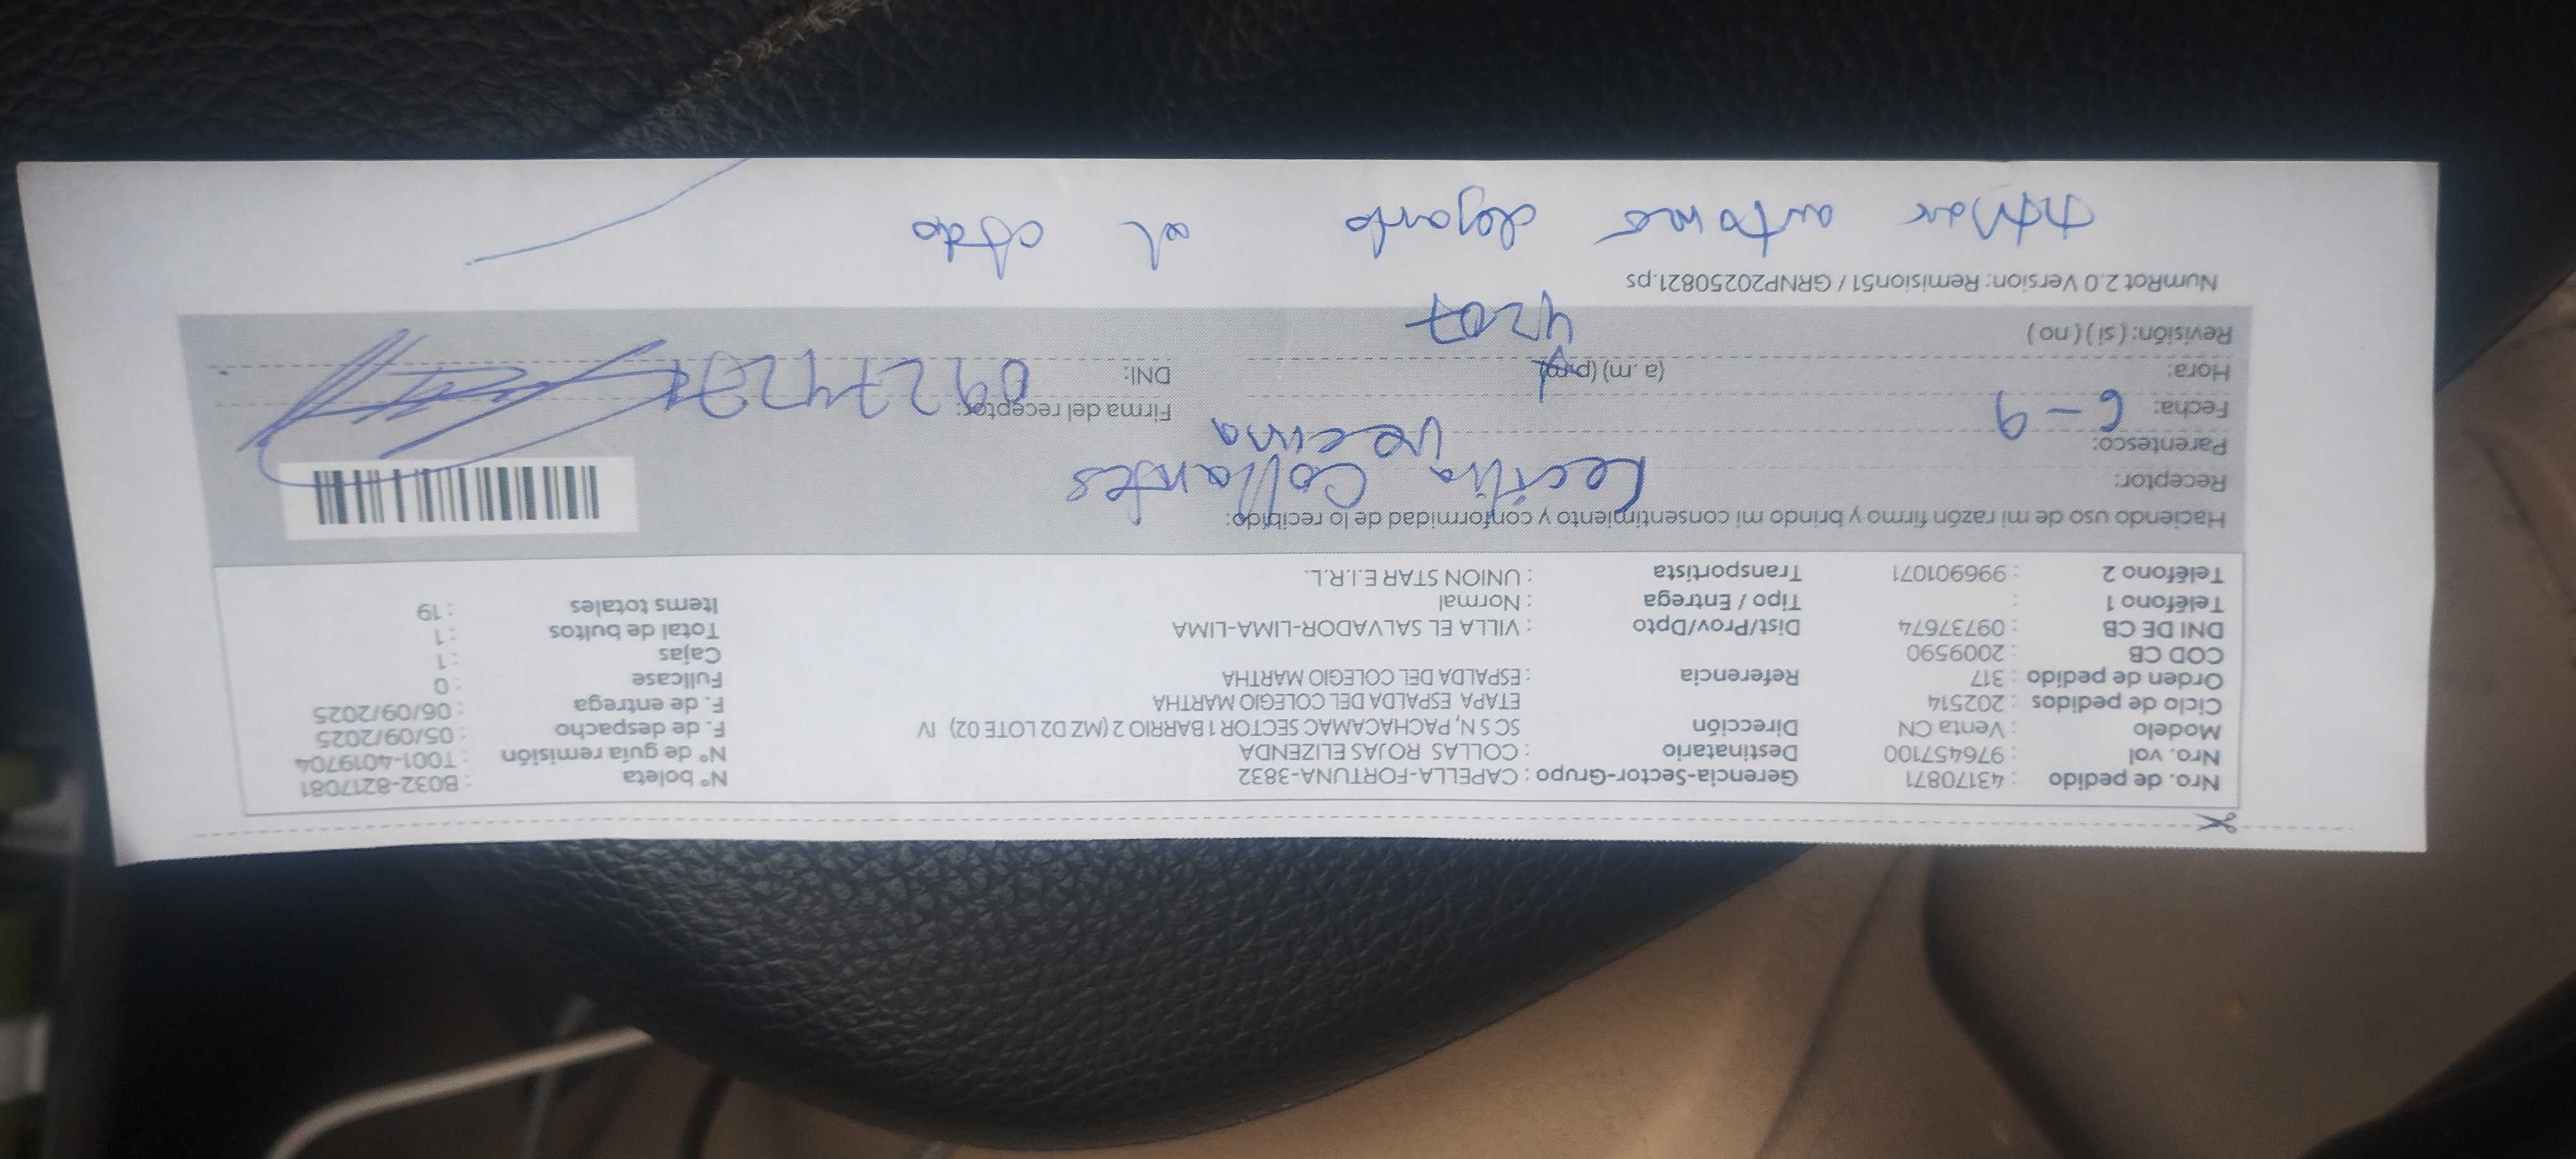 Nro. de pedido : 43170871 Gerencia-Sector-Grupo : CAPELLA-FORTUNA-3832 N° boleta : B032-8217081
Nro. vol : 976457100 Destinatario : COLLAS ROJAS ELIZENDA N° de guía remisión : T001-4019704
Modelo : Venta CN Dirección SC S N, PACHACAMAC SECTOR 1 BARRIO 2 (MZ D2 LOTE 02) IV F. de despacho : 05/09/2025
Ciclo de pedidos : 202514 ETAPA ESPALDA DEL COLEGIO MARTHA F. de entrega : 06/09/2025
Orden de pedido : 317 Referencia : ESPALDA DEL COLEGIO MARTHA Fullcase : 0
COD CB : 2009590 Cajas : 1
DNI DE CB : 09737674 Dist/Prov/Dpto : VILLA EL SALVADOR-LIMA-LIMA Total de bultos : 1
Teléfono 1 : Tipo / Entrega : Normal Items totales : 19
Teléfono 2 : 996901071 Transportista : UNION STAR E.I.R.L.
Haciendo uso de mi razón firmo y brindo mi consentimiento y conformidad de lo recibido:
Receptor: Cecilia Collantes
Parentesco: vecina
Fecha: 6-9 Firma del receptor:
Hora: (a. m) (p.m) DNI: 09274271
Revisión: ( si ) ( no ) 4207
NumRot 2.0 Version: Remision51 / GRNP20250821.ps
titular autoriza dejarlo al